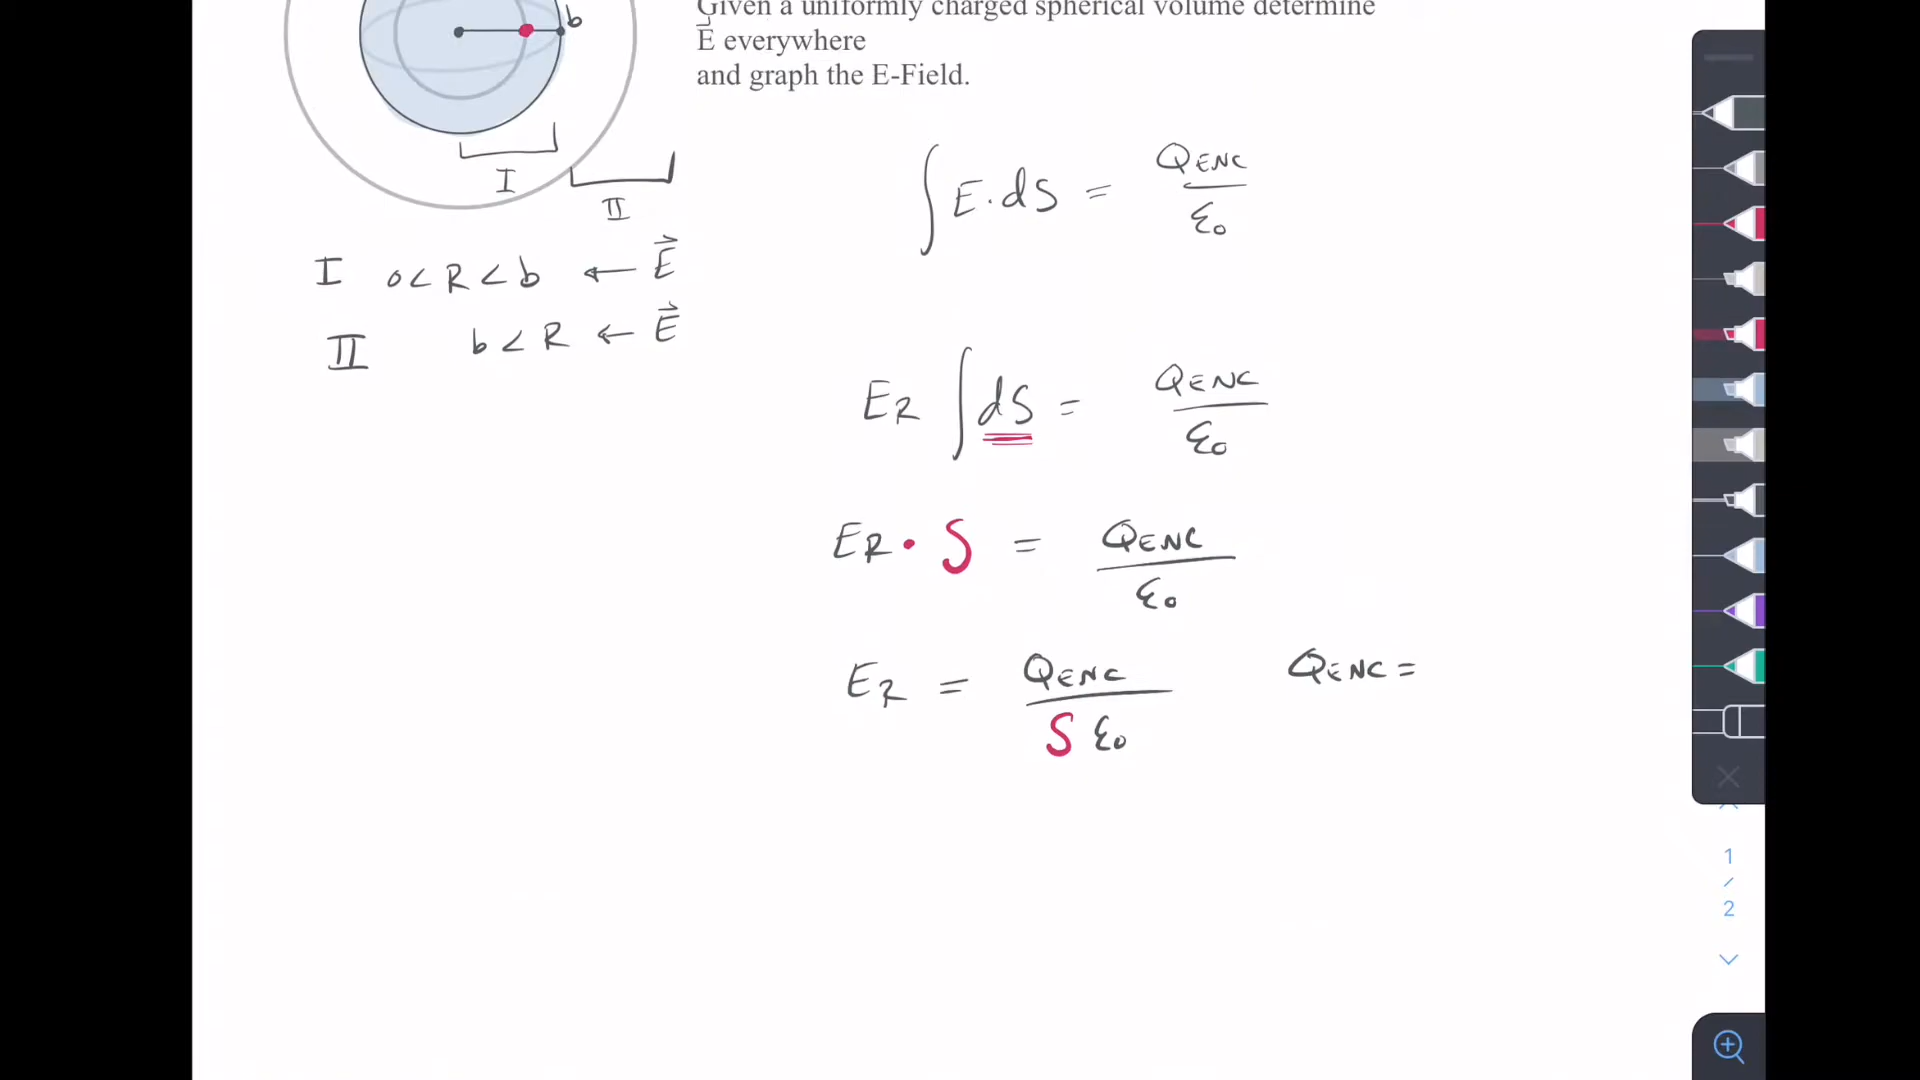 Given a uniformly charged spherical volume determine
E⃗ everywhere
and graph the E-Field.
b
I
II
I 0 < R < b ← E⃗
II b < R ← E⃗
∫ E · dS = QENC / ε0
ER ∫ dS = QENC / ε0
ER · S = QENC / ε0
ER = QENC / S ε0 QENC =
1
/
2